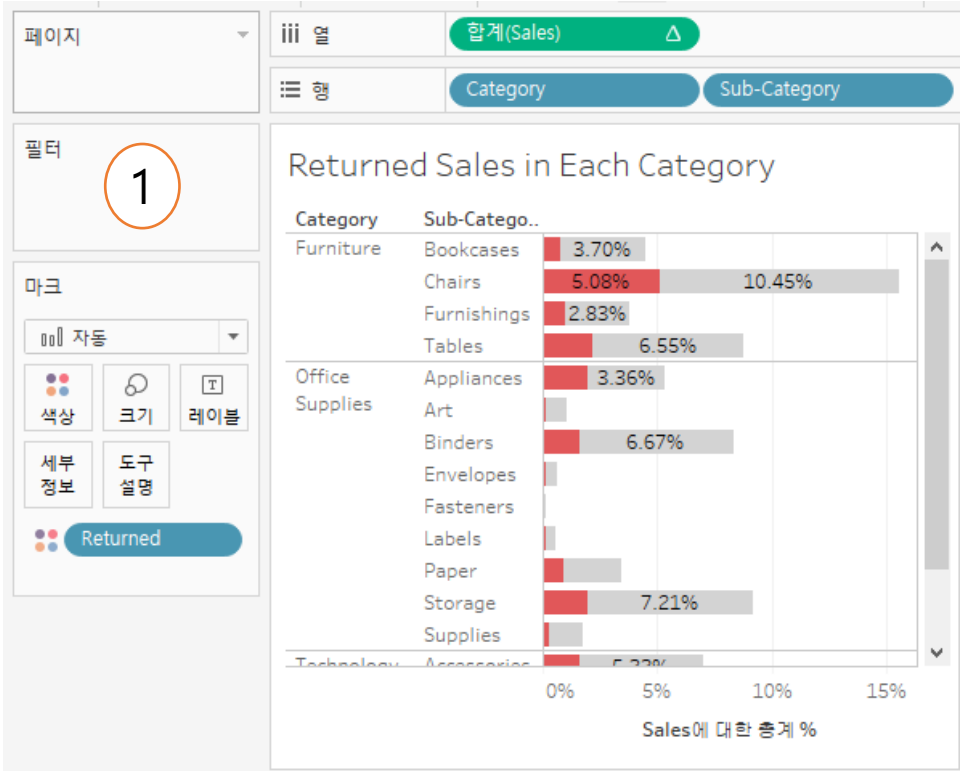 페이지
필터
1
마크
자동
색상
크기
레이블
세부
정보
도구
설명
Returned
열
합계(Sales)
행
Category
Sub-Category
Returned Sales in Each Category
Category Sub-Catego..
Furniture Bookcases 3.70%
Chairs 5.08% 10.45%
Furnishings 2.83%
Tables 6.55%
Office Appliances 3.36%
Supplies Art
Binders 6.67%
Envelopes
Fasteners
Labels
Paper
Storage 7.21%
Supplies
Technology Accessories
0% 5% 10% 15%
Sales에 대한 총계 %